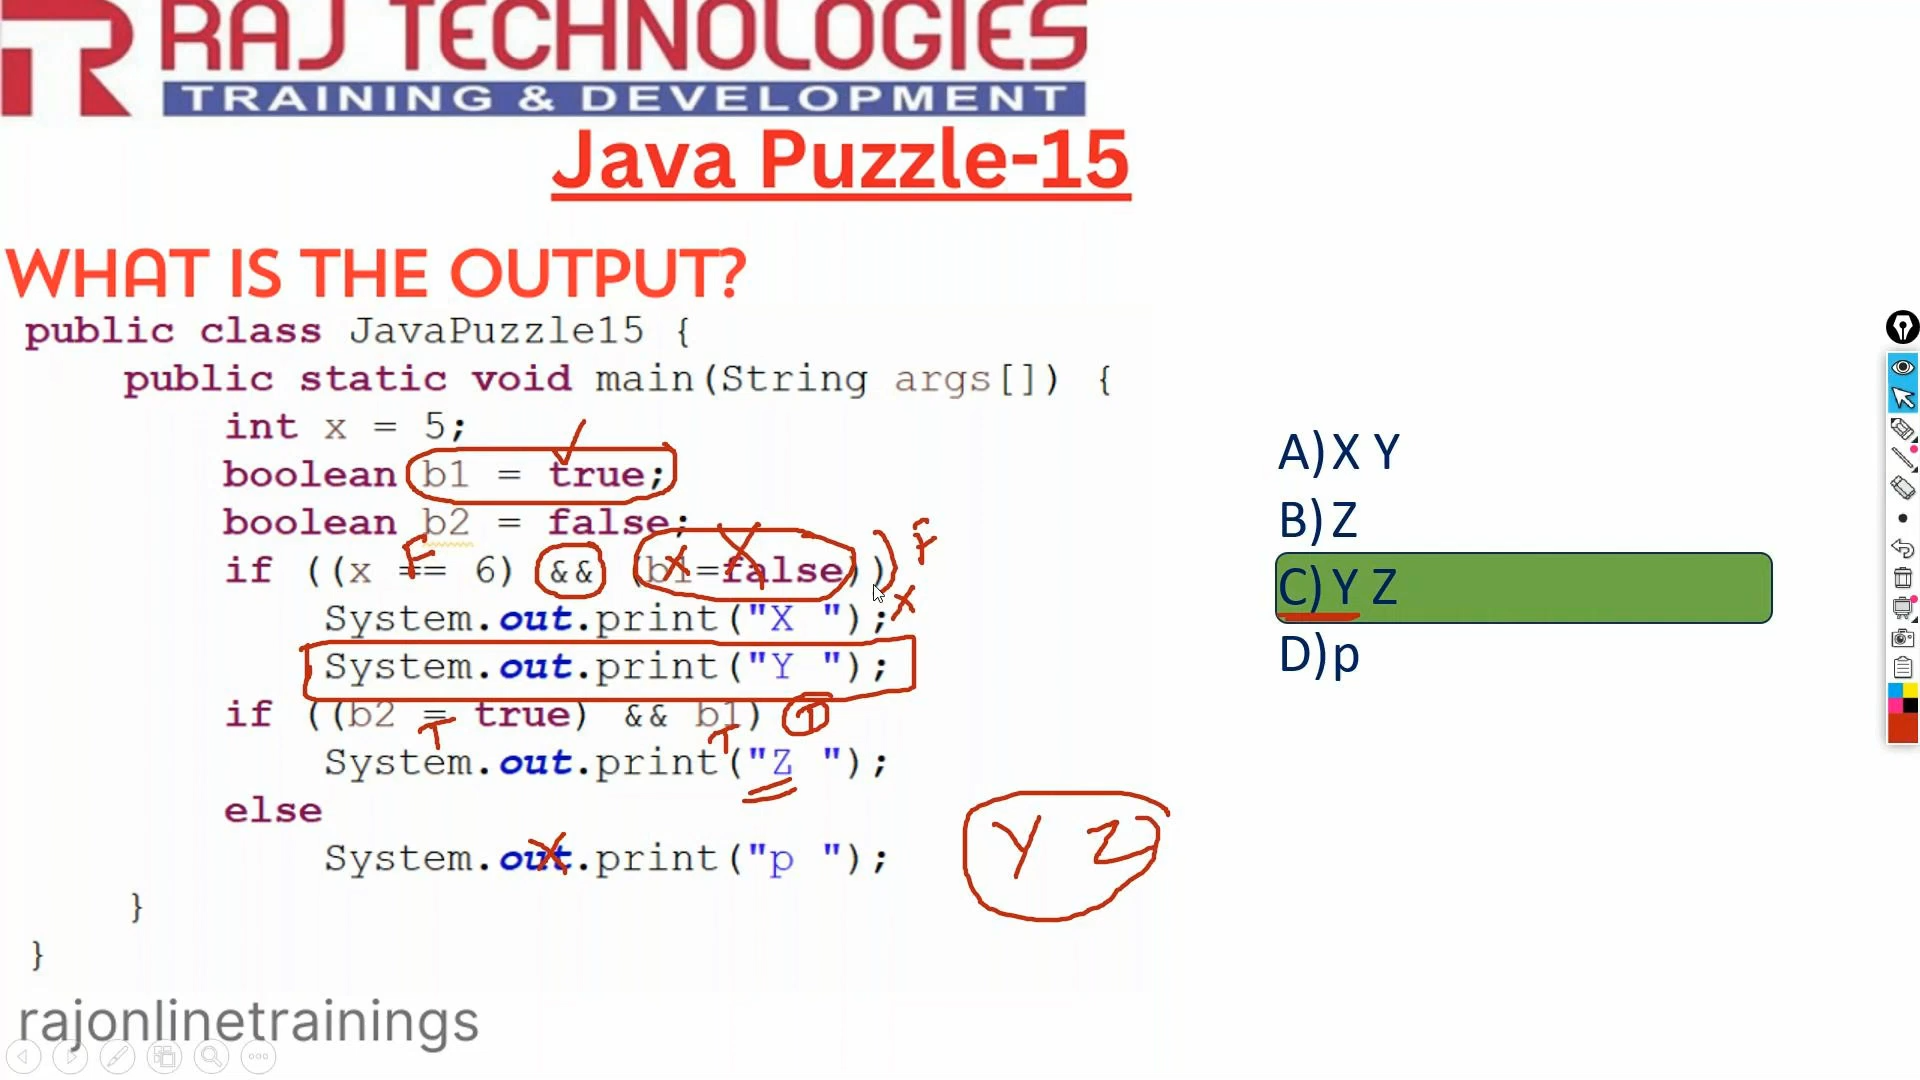 RAJ TECHNOLOGIES
TRAINING & DEVELOPMENT
Java Puzzle-15
WHAT IS THE OUTPUT?
public class JavaPuzzle15 {
public static void main(String args[]) {
int x = 5;
boolean b1 = true;
boolean b2 = false;
if ((x == 6) && (b1=false))
System.out.print("X ");
System.out.print("Y ");
if ((b2 = true) && b1)
System.out.print("Z ");
else
System.out.print("p ");
}
}
F
F
X
X
T
T
T
Y Z
A) X Y
B) Z
C) Y Z
D) p
rajonlinetrainings